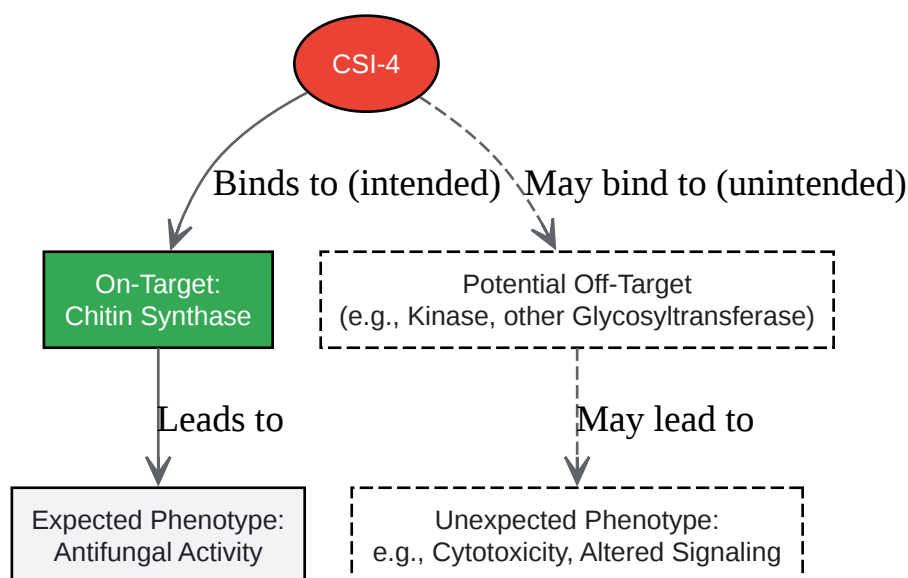 CSI-4
Binds to (intended)
May bind to (unintended)
On-Target:
Chitin Synthase
Potential Off-Target
(e.g., Kinase, other Glycosyltransferase)
Leads to
May lead to
Expected Phenotype:
Antifungal Activity
Unexpected Phenotype:
e.g., Cytotoxicity, Altered Signaling